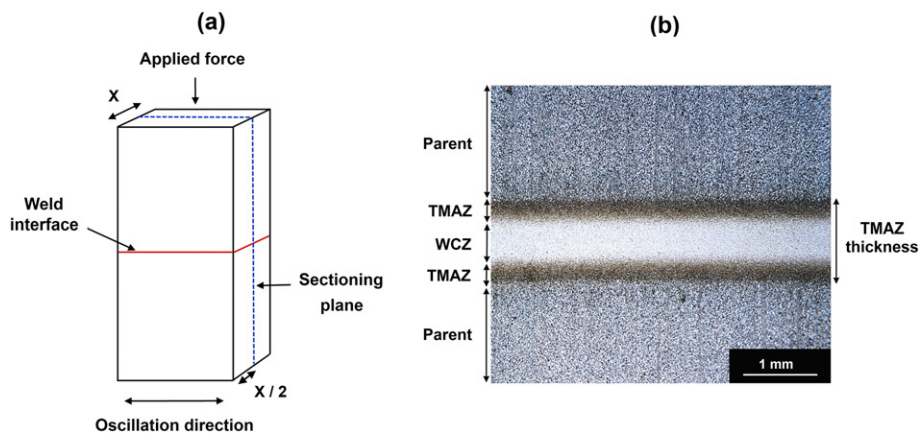 (a)
Applied force
X
Weld
interface
Sectioning
plane
X / 2
Oscillation direction
(b)
Parent
TMAZ
WCZ
TMAZ
Parent
TMAZ
thickness
1 mm